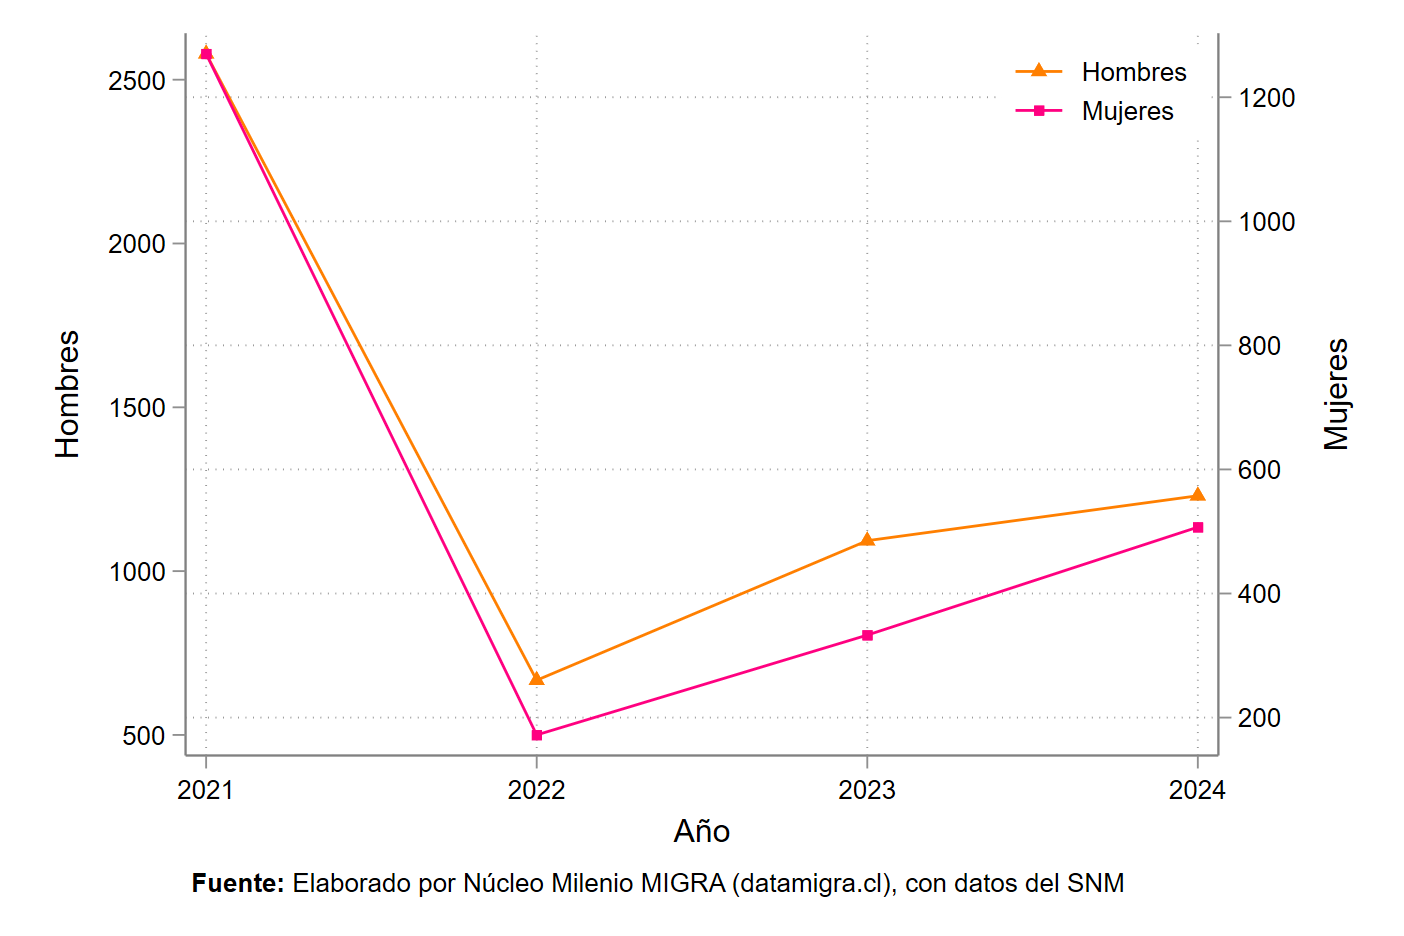 Hombres
Mujeres
2500
2000
1500
1000
500
Hombres
1200
1000
800
600
400
200
Mujeres
2021 2022 2023 2024
Año
Fuente: Elaborado por Núcleo Milenio MIGRA (datamigra.cl), con datos del SNM